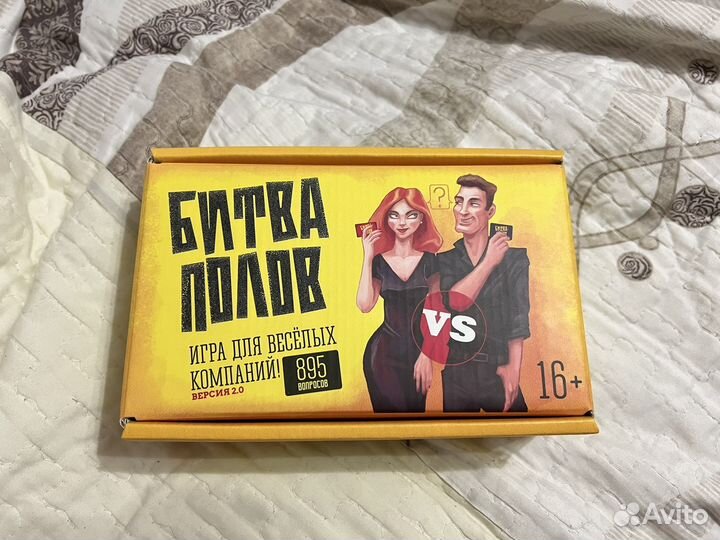 БИТВА
ПОЛОВ
ИГРА ДЛЯ ВЕСЁЛЫХ
КОМПАНИЙ!
895
ВОПРОСОВ
ВЕРСИЯ 2.0
?
VS
16+
Avito